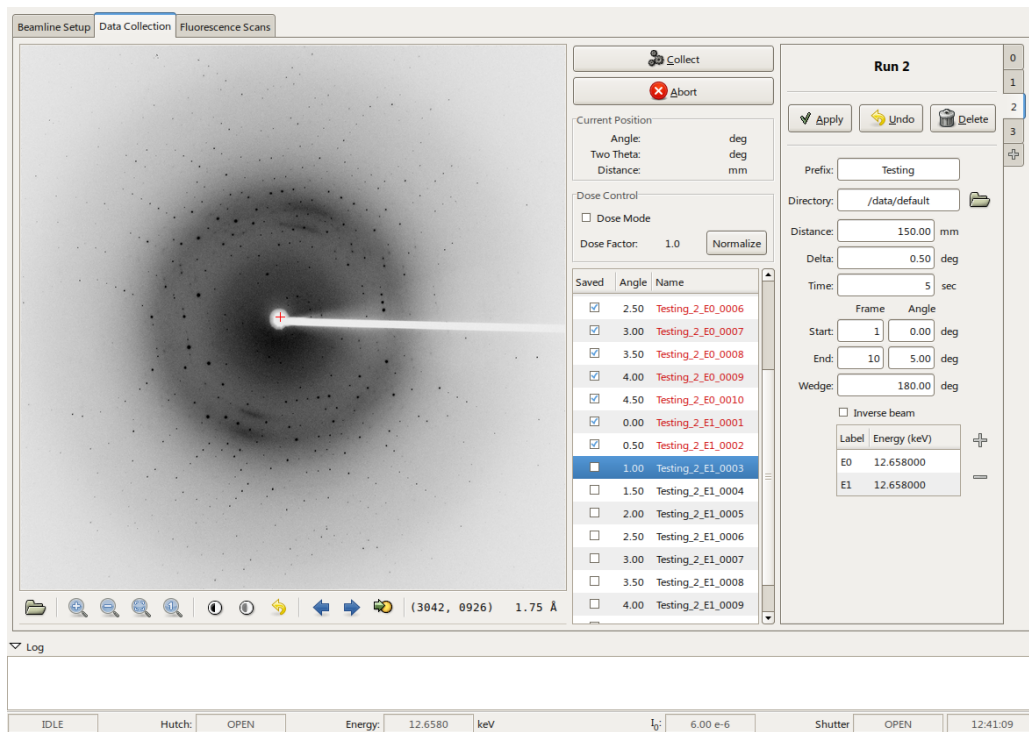 Beamline Setup Data Collection Fluorescence Scans
Collect
Abort
Current Position
Angle: deg
Two Theta: deg
Distance: mm
Dose Control
Dose Mode
Dose Factor: 1.0 Normalize
Saved Angle Name
2.50 Testing_2_E0_0006
3.00 Testing_2_E0_0007
3.50 Testing_2_E0_0008
4.00 Testing_2_E0_0009
4.50 Testing_2_E0_0010
0.00 Testing_2_E1_0001
0.50 Testing_2_E1_0002
1.00 Testing_2_E1_0003
1.50 Testing_2_E1_0004
2.00 Testing_2_E1_0005
2.50 Testing_2_E1_0006
3.00 Testing_2_E1_0007
3.50 Testing_2_E1_0008
4.00 Testing_2_E1_0009
Run 2
Apply Undo Delete
Prefix: Testing
Directory: /data/default
Distance: 150.00 mm
Delta: 0.50 deg
Time: 5 sec
Frame Angle
Start: 1 0.00 deg
End: 10 5.00 deg
Wedge: 180.00 deg
Inverse beam
Label Energy (keV)
E0 12.658000
E1 12.658000
0
1
2
3
(3042, 0926) 1.75 Å
Log
IDLE Hutch: OPEN Energy: 12.6580 keV I0: 6.00 e-6 Shutter OPEN 12:41:09